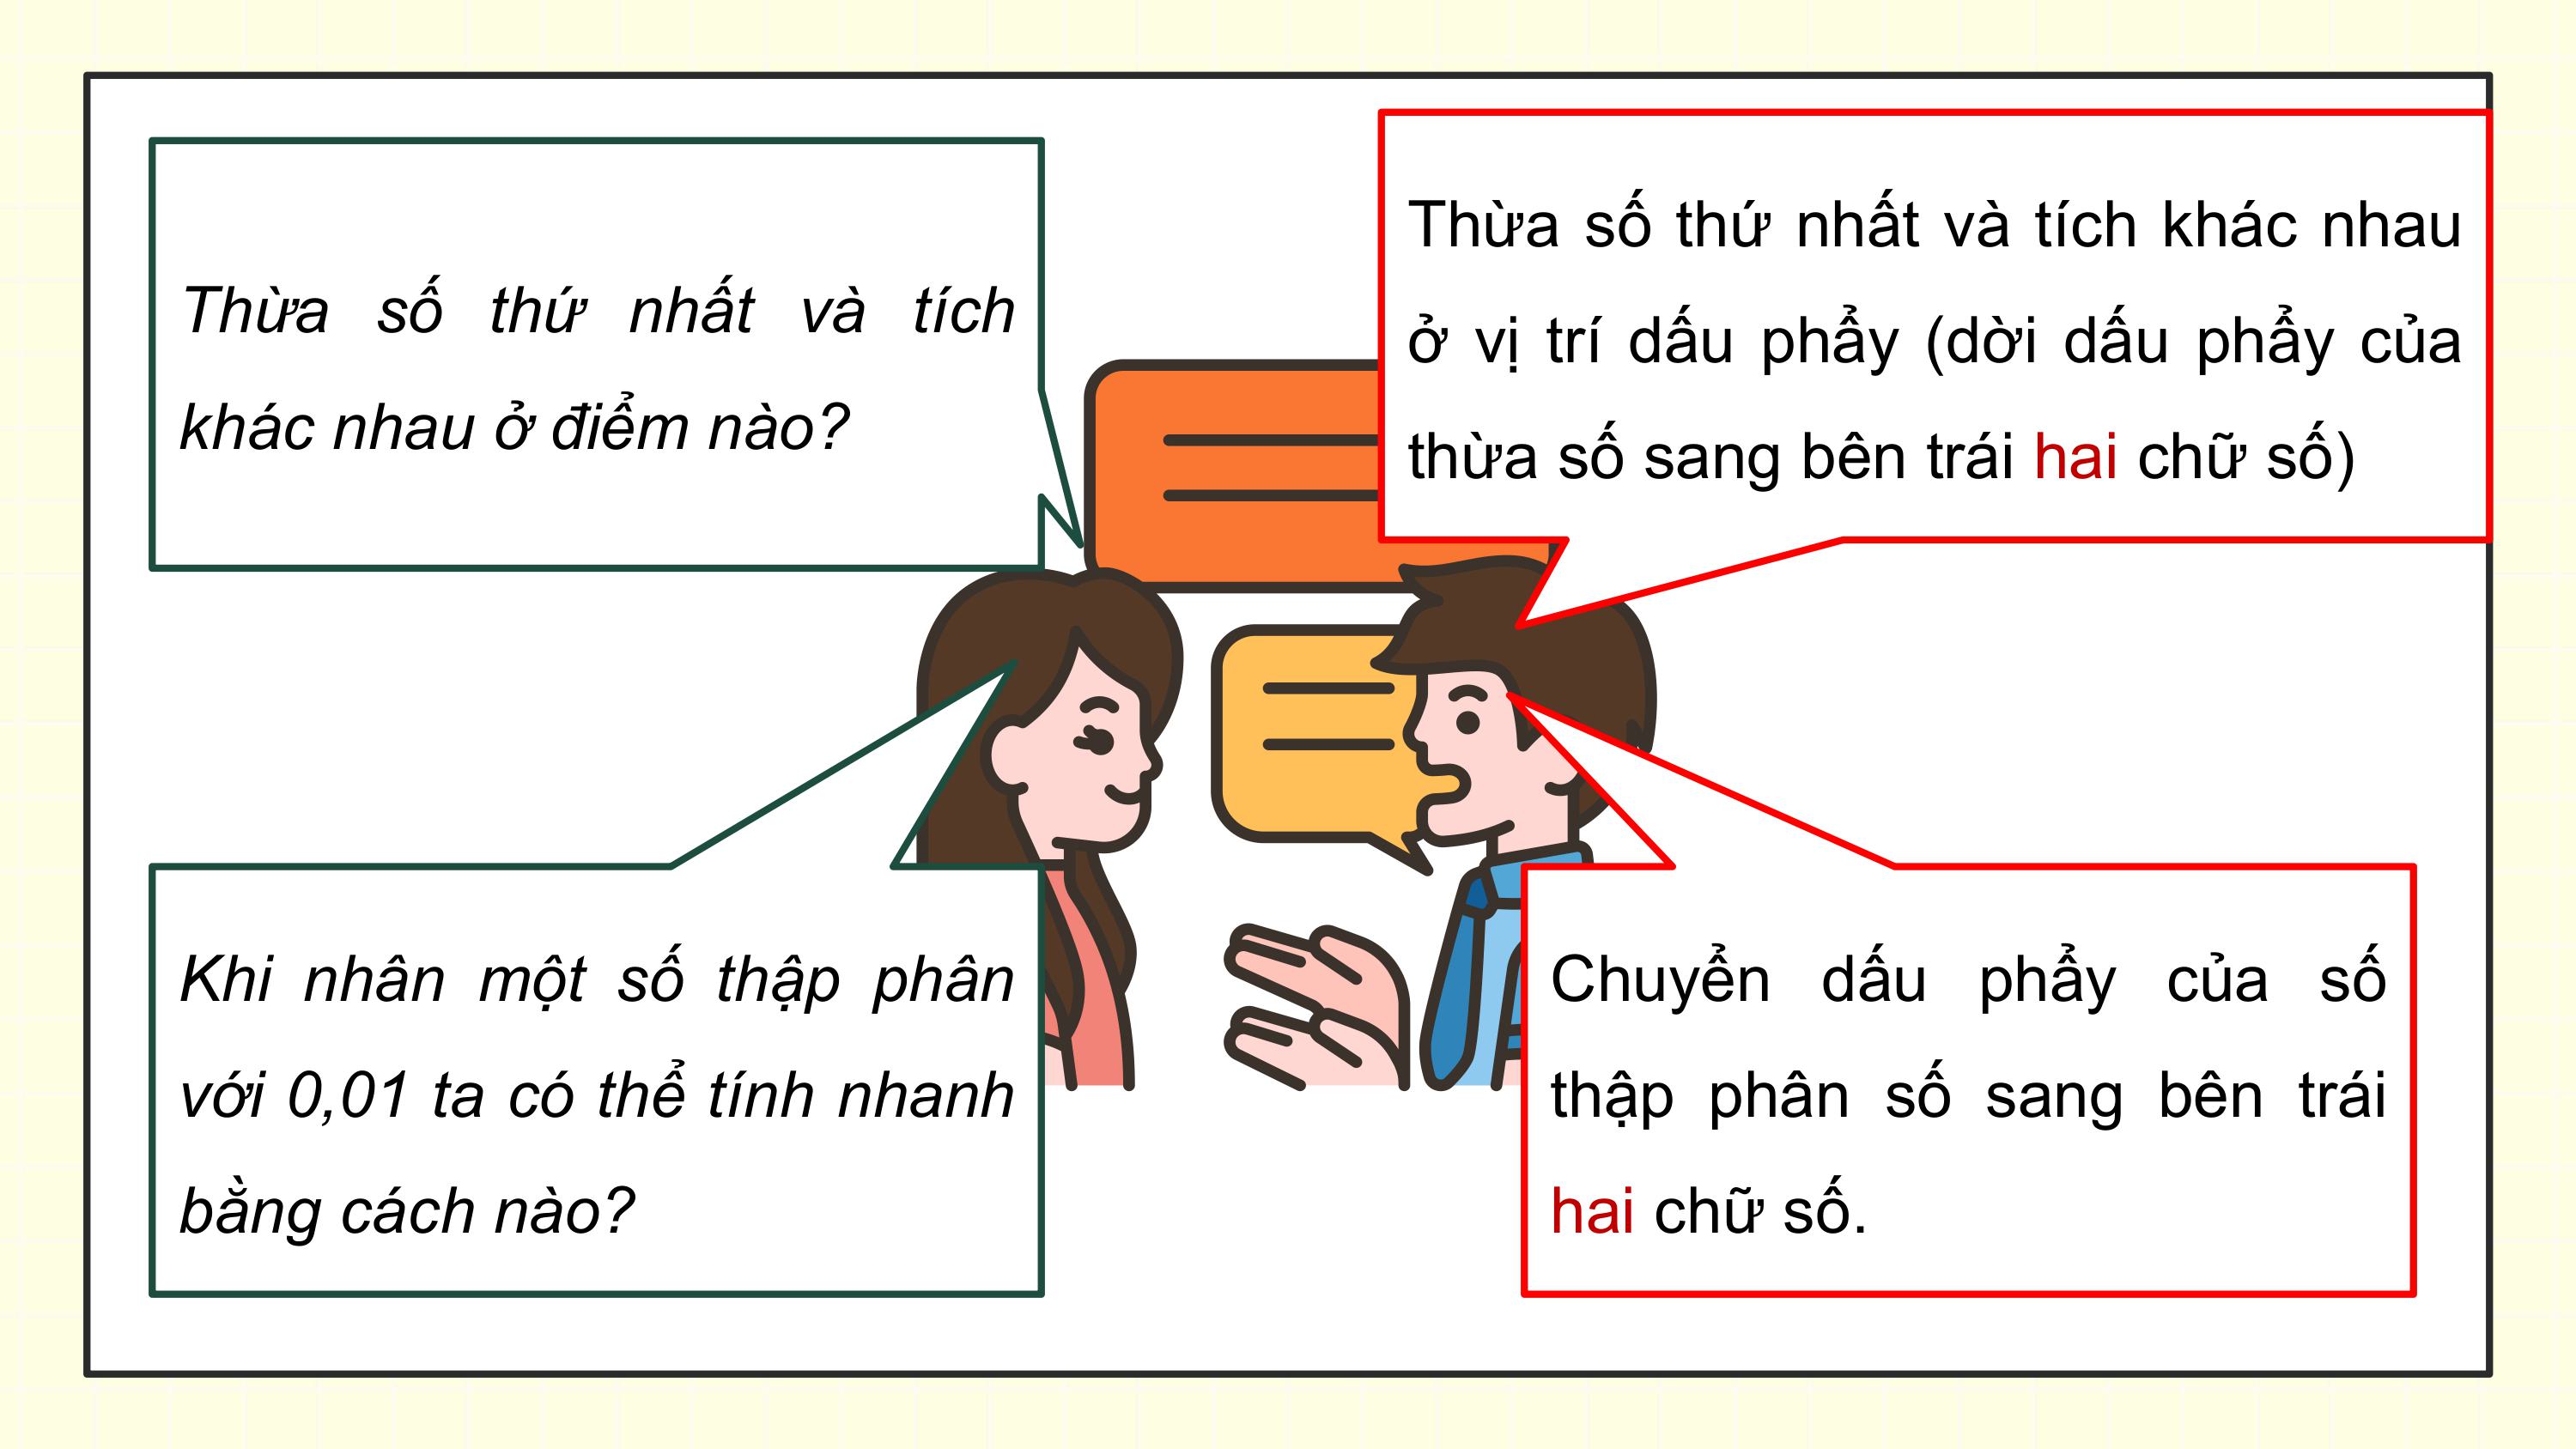 Thừa số thứ nhất và tích
khác nhau ở điểm nào?
Thừa số thứ nhất và tích khác nhau
ở vị trí dấu phẩy (dời dấu phẩy của
thừa số sang bên trái hai chữ số)
Khi nhân một số thập phân
với 0,01 ta có thể tính nhanh
bằng cách nào?
Chuyển dấu phẩy của số
thập phân số sang bên trái
hai chữ số.